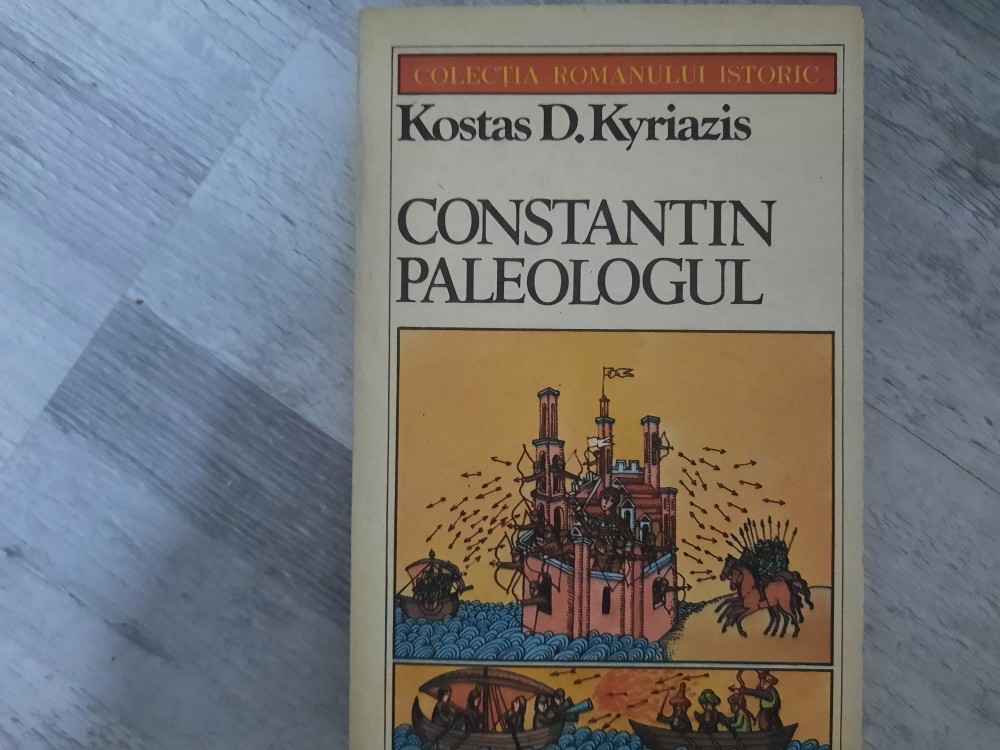 COLECȚIA ROMANULUI ISTORIC
Kostas D. Kyriazis
CONSTANTIN
PALEOLOGUL